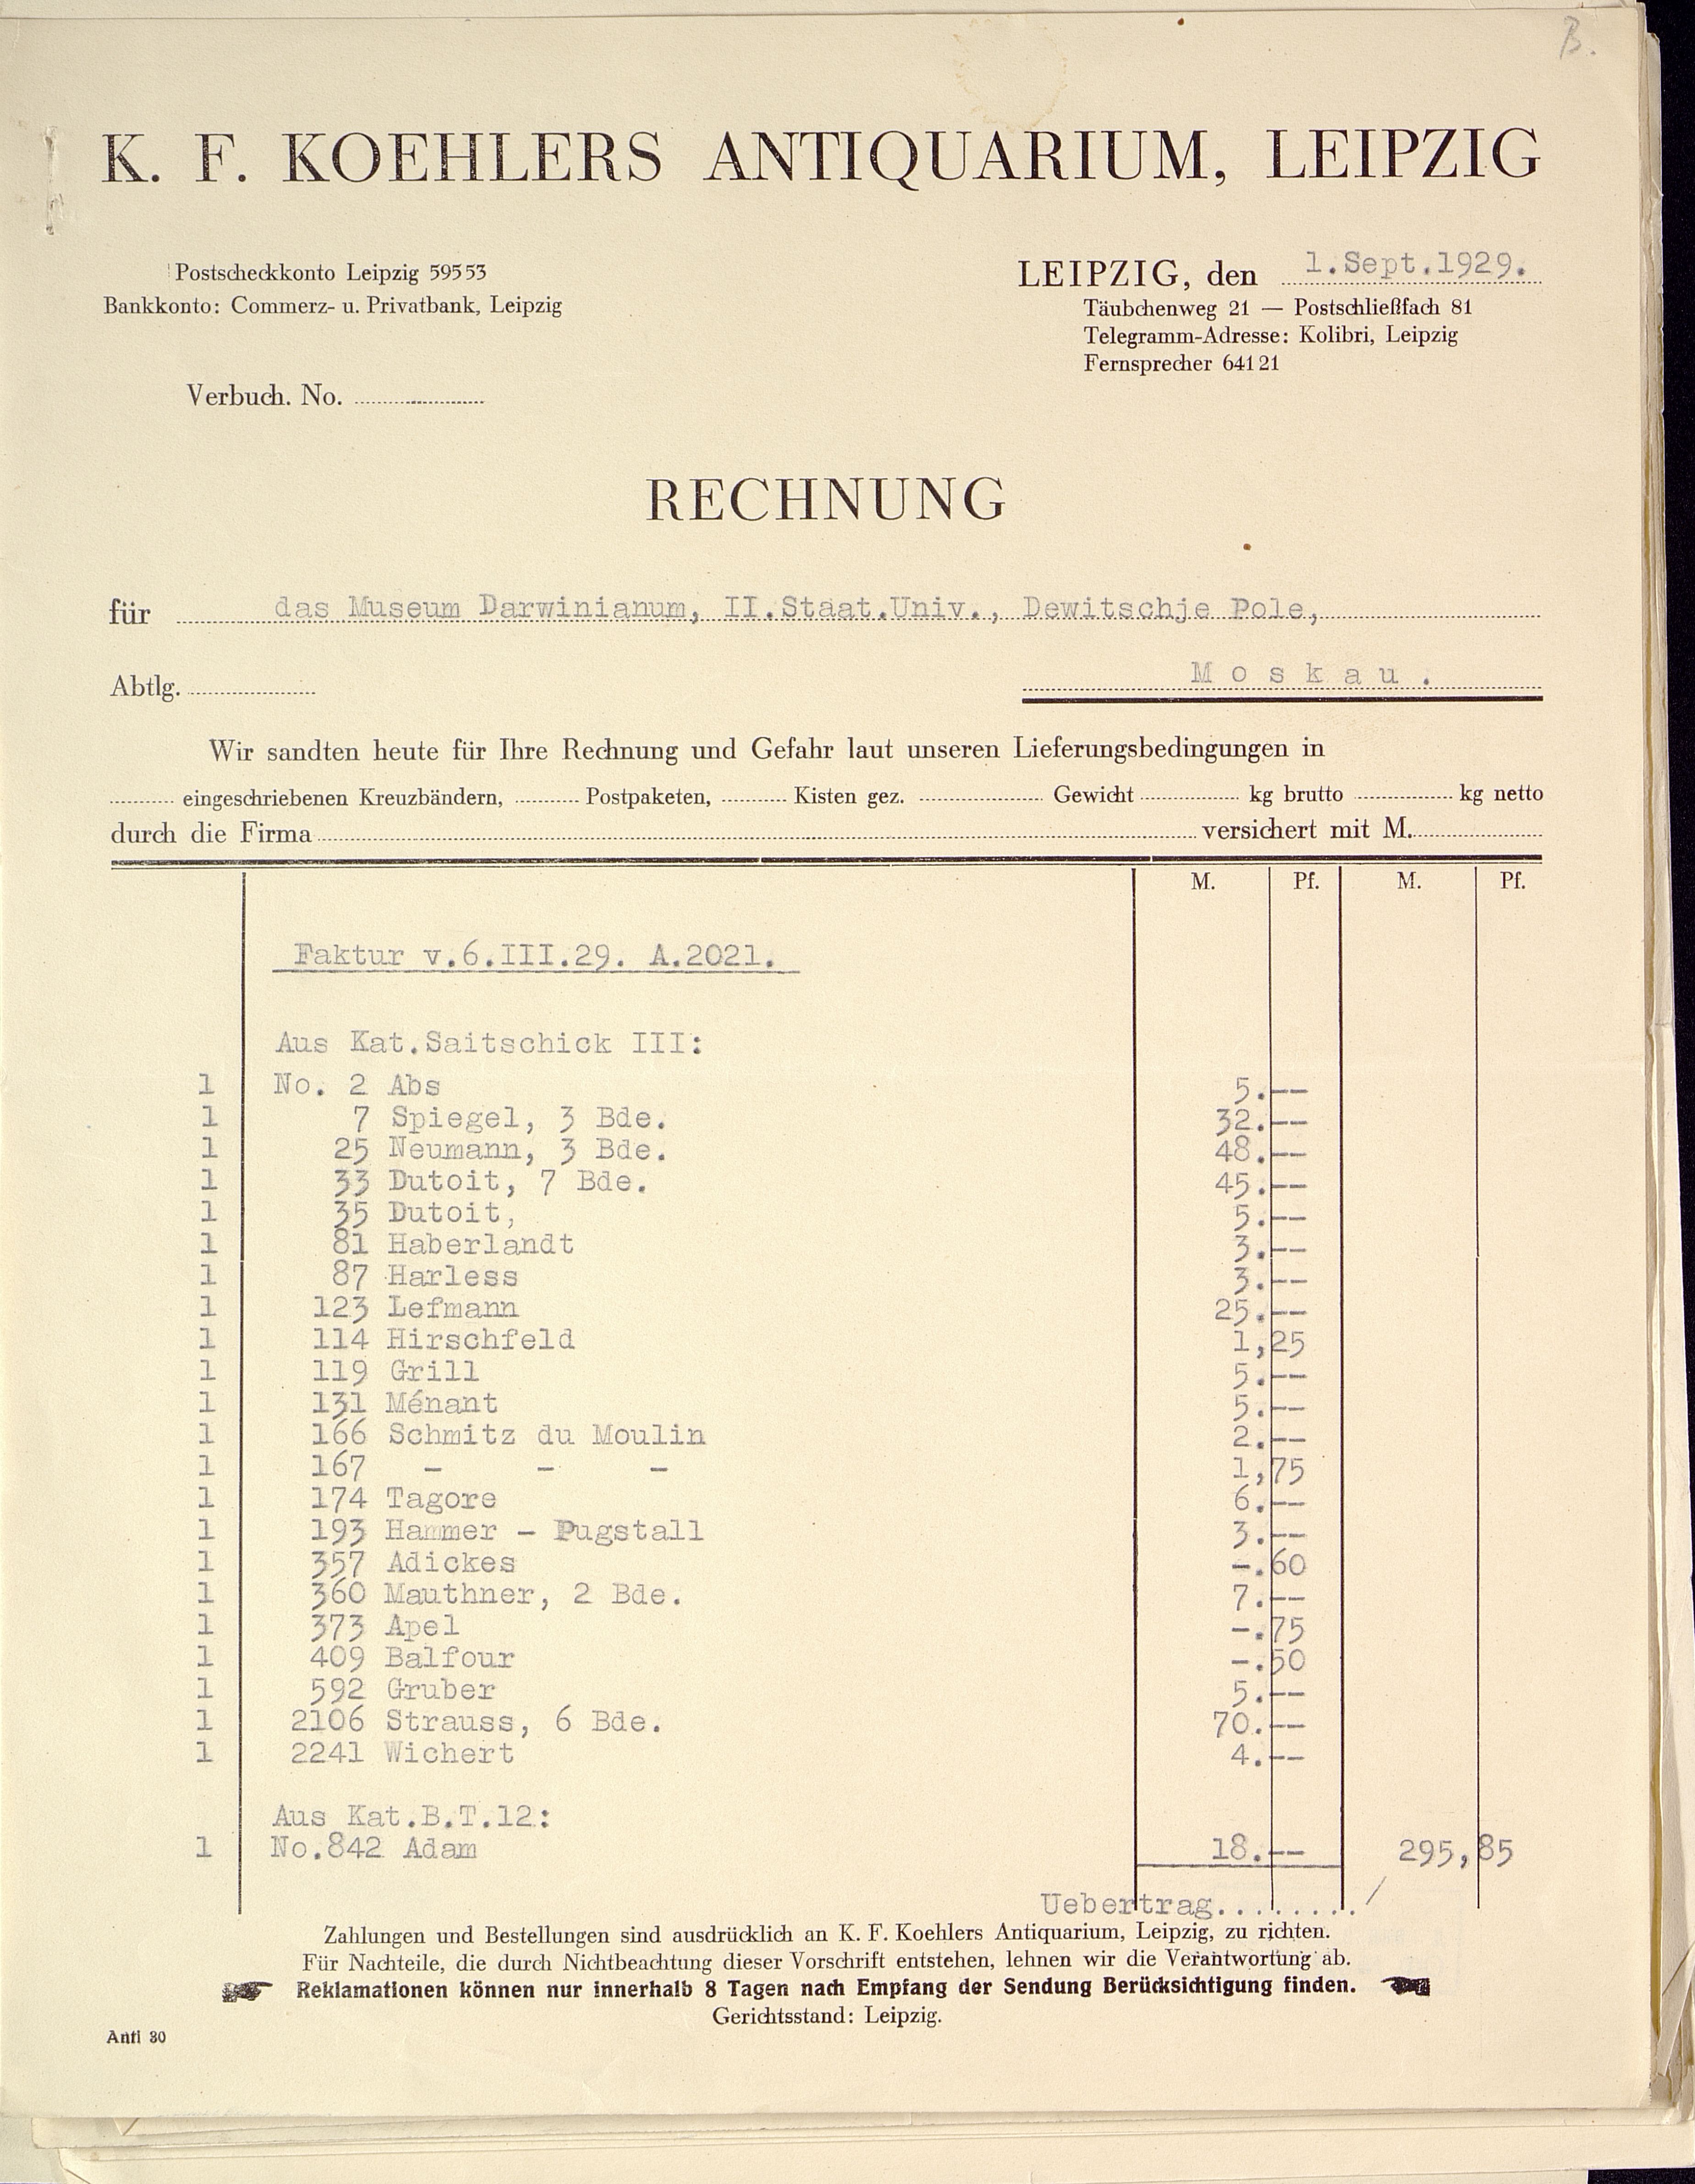 B.
K. F. KOEHLERS ANTIQUARIUM, LEIPZIG
Postscheckkonto Leipzig 59553
Bankkonto: Commerz- u. Privatbank, Leipzig
LEIPZIG, den 1.Sept.1929.
Täubchenweg 21 — Postschließfach 81
Telegramm-Adresse: Kolibri, Leipzig
Fernsprecher 64121
Verbuch. No.
RECHNUNG
für das Museum Darwinianum, II.Staat.Univ., Dewitschje Pole,
Abtlg. Moskau.
Wir sandten heute für Ihre Rechnung und Gefahr laut unseren Lieferungsbedingungen in
eingeschriebenen Kreuzbändern, Postpaketen, Kisten gez. Gewicht kg brutto kg netto
durch die Firma versichert mit M.
M. Pf. M. Pf.
Faktur v.6.III.29. A.2021.
Aus Kat.Saitschick III:
1 No. 2 Abs 5.--
1 7 Spiegel, 3 Bde. 32.--
1 25 Neumann, 3 Bde. 48.--
1 33 Dutoit, 7 Bde. 45.--
1 35 Dutoit, 5.--
1 81 Haberlandt 3.--
1 87 Harless 3.--
1 123 Lefmann 25.--
1 114 Hirschfeld 1,25
1 119 Grill 5.--
1 131 Ménant 5.--
1 166 Schmitz du Moulin 2.--
1 167 - - - 1,75
1 174 Tagore 6.--
1 193 Hammer - Pugstall 3.--
1 357 Adickes -.60
1 360 Mauthner, 2 Bde. 7.--
1 373 Apel -.75
1 409 Balfour -.50
1 592 Gruber 5.--
1 2106 Strauss, 6 Bde. 70.--
1 2241 Wichert 4.--
Aus Kat.B.T.12:
1 No.842 Adam 18.-- 295,85
Uebertrag........
Zahlungen und Bestellungen sind ausdrücklich an K. F. Koehlers Antiquarium, Leipzig, zu richten.
Für Nachteile, die durch Nichtbeachtung dieser Vorschrift entstehen, lehnen wir die Verantwortung ab.
Reklamationen können nur innerhalb 8 Tagen nach Empfang der Sendung Berücksichtigung finden.
Gerichtsstand: Leipzig.
Anti 30